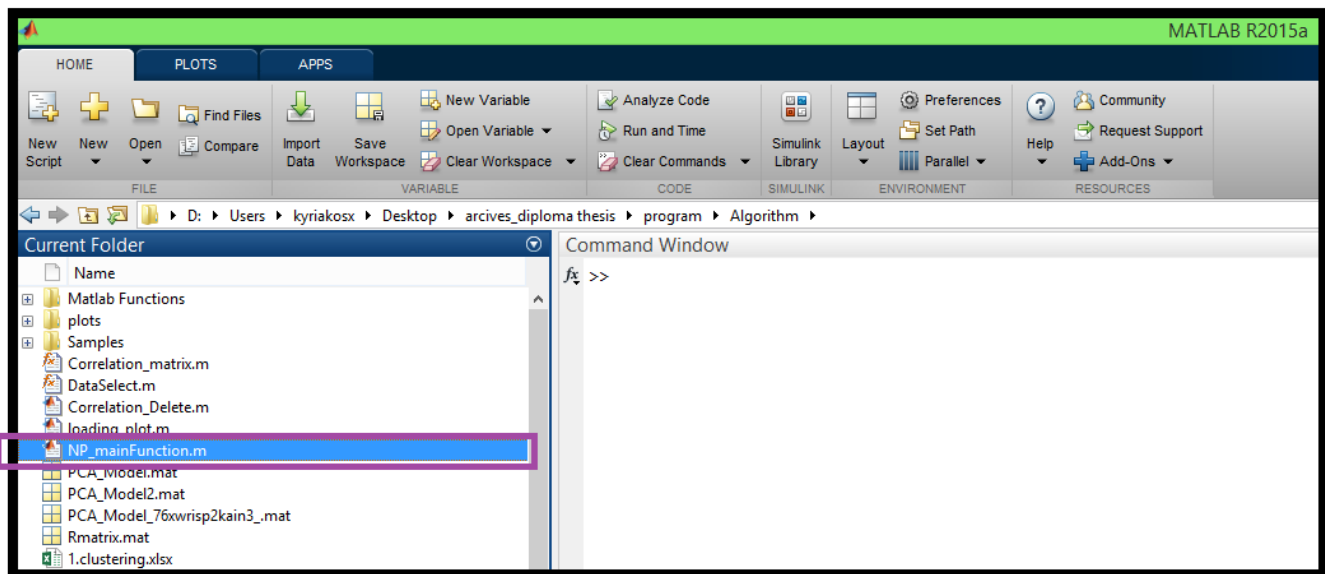 MATLAB R2015a
HOME PLOTS APPS
New Script
New
Open
Find Files
Compare
Import Data
Save Workspace
New Variable
Open Variable
Clear Workspace
Analyze Code
Run and Time
Clear Commands
Simulink Library
Layout
Preferences
Set Path
Parallel
Help
Community
Request Support
Add-Ons
FILE VARIABLE CODE SIMULINK ENVIRONMENT RESOURCES
D: Users kyriakosx Desktop arcives_diploma thesis program Algorithm
Current Folder
Name
Matlab Functions
plots
Samples
Correlation_matrix.m
DataSelect.m
Correlation_Delete.m
loading_plot.m
NP_mainFunction.m
PCA_Model.mat
PCA_Model2.mat
PCA_Model_76xwrisp2kain3_.mat
Rmatrix.mat
1.clustering.xlsx
Command Window
fx >>